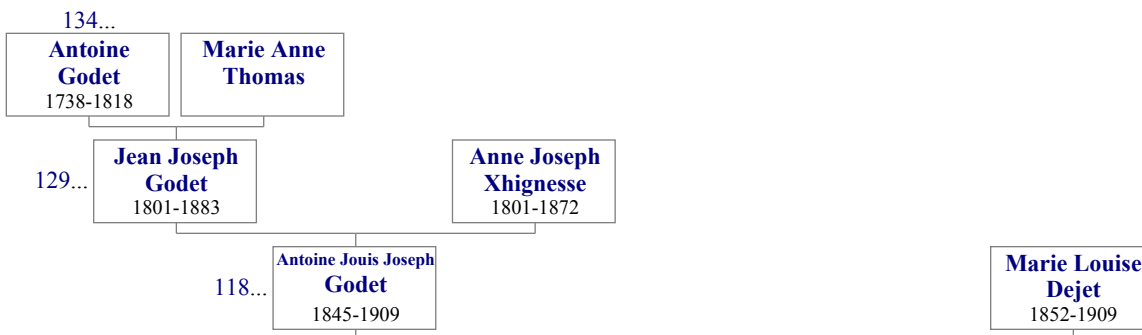 134...
Antoine
Godet
1738-1818
Marie Anne
Thomas
129...
Jean Joseph
Godet
1801-1883
Anne Joseph
Xhignesse
1801-1872
118...
Antoine Jouis Joseph
Godet
1845-1909
Marie Louise
Dejet
1852-1909